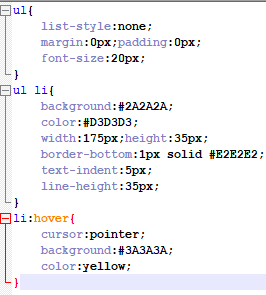 ul{
list-style:none;
margin:0px;padding:0px;
font-size:20px;
}
ul li{
background:#2A2A2A;
color:#D3D3D3;
width:175px;height:35px;
border-bottom:1px solid #E2E2E2;
text-indent:5px;
line-height:35px;
}
li:hover{
cursor:pointer;
background:#3A3A3A;
color:yellow;
}